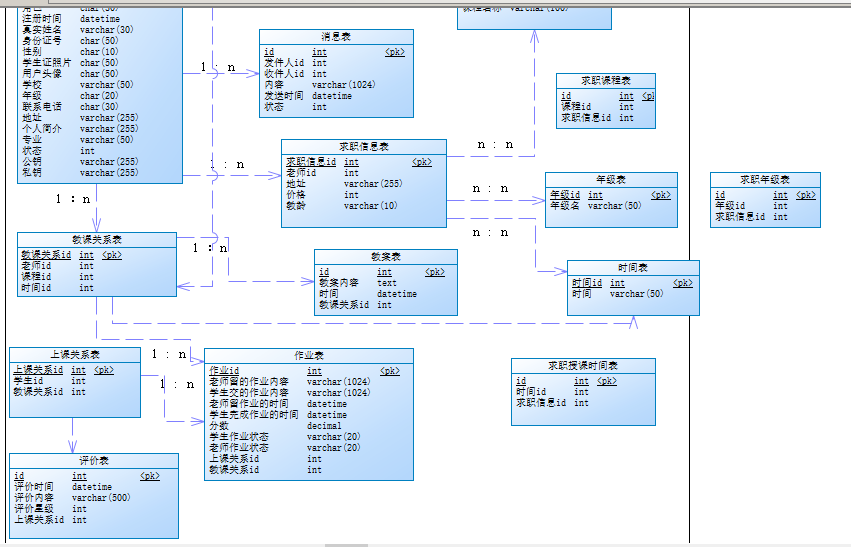 注册时间 datetime
真实姓名 varchar(30)
身份证号 char(50)
性别 char(10)
学生证照片 char(50)
用户头像 char(50)
学校 varchar(50)
年级 char(20)
联系电话 char(30)
地址 varchar(255)
个人简介 varchar(255)
专业 varchar(50)
状态 int
公钥 varchar(255)
私钥 varchar(255)
1 : n
消息表
id int <pk>
发件人id int
收件人id int
内容 varchar(1024)
发送时间 datetime
状态 int
求职课程表
id int <pk
课程id int
求职信息id int
1 : n
求职信息表
求职信息id int <pk>
老师id int
地址 varchar(255)
价格 int
教龄 varchar(10)
n : n
n : n
n : n
年级表
年级id int <pk>
年级名 varchar(50)
求职年级表
id int <pk>
年级id int
求职信息id int
1 : n
教课关系表
教课关系id int <pk>
老师id int
课程id int
时间id int
1 : n
教案表
id int <pk>
教案内容 text
时间 datetime
教课关系id int
时间表
时间id int <pk>
时间 varchar(50)
上课关系表
上课关系id int <pk>
学生id int
教课关系id int
1 : n
1 : n
作业表
作业id int <pk>
老师留的作业内容 varchar(1024)
学生交的作业内容 varchar(1024)
老师留作业的时间 datetime
学生完成作业的时间 datetime
分数 decimal
学生作业状态 varchar(20)
老师作业状态 varchar(20)
上课关系id int
教课关系id int
求职授课时间表
id int <pk>
时间id int
求职信息id int
评价表
id int <pk>
评价时间 datetime
评价内容 varchar(500)
评价星级 int
上课关系id int